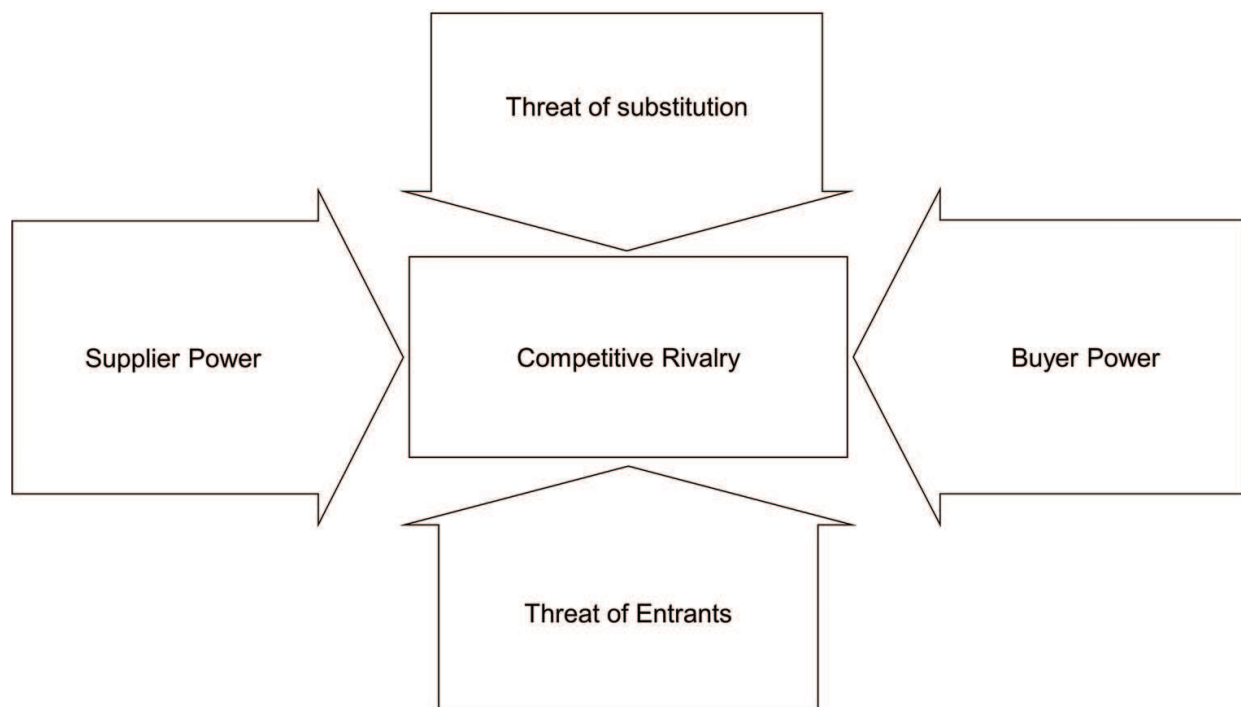 Threat of substitution
Supplier Power
Competitive Rivalry
Buyer Power
Threat of Entrants